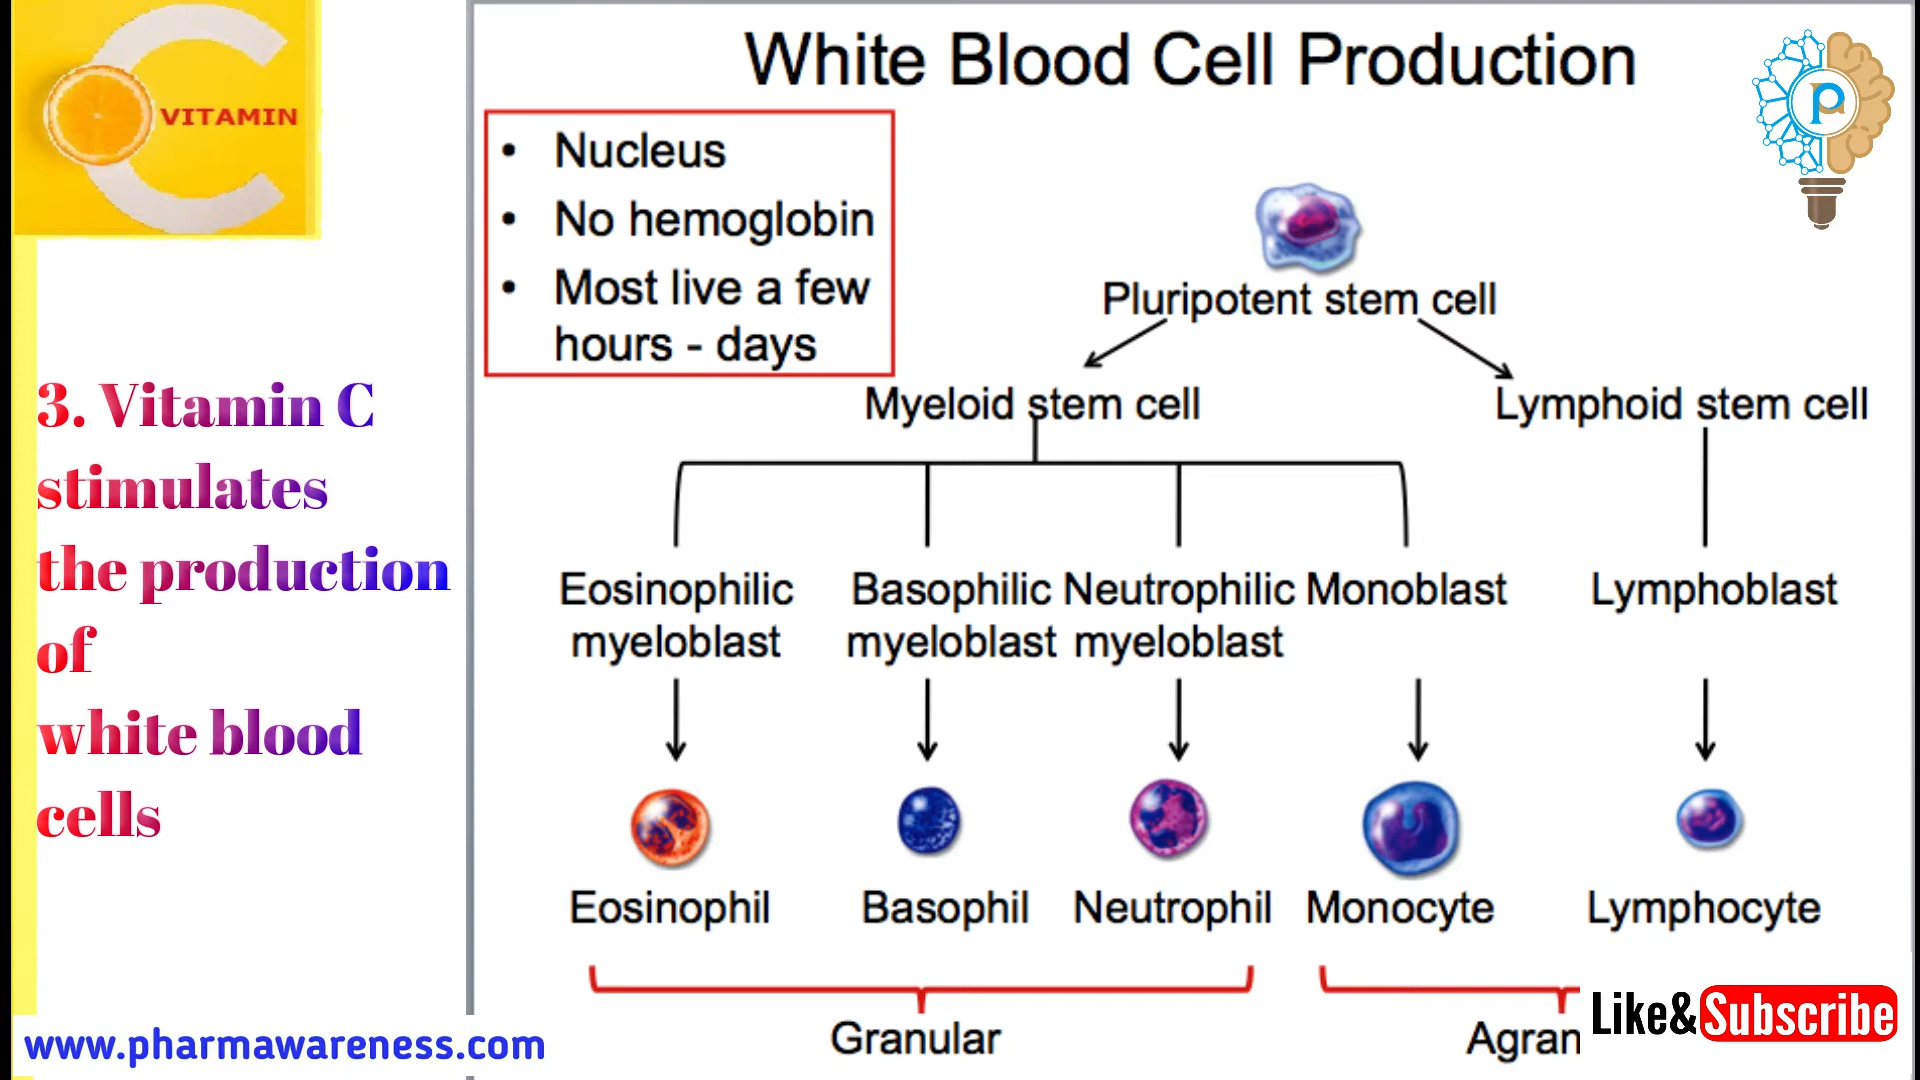 VITAMIN
3. Vitamin C
stimulates
the production
of
white blood
cells
www.pharmawareness.com
White Blood Cell Production
• Nucleus
• No hemoglobin
• Most live a few
hours - days
Pluripotent stem cell
Myeloid stem cell Lymphoid stem cell
Eosinophilic Basophilic Neutrophilic Monoblast Lymphoblast
myeloblast myeloblast myeloblast
Eosinophil Basophil Neutrophil Monocyte Lymphocyte
Granular Agran
Like& Subscribe